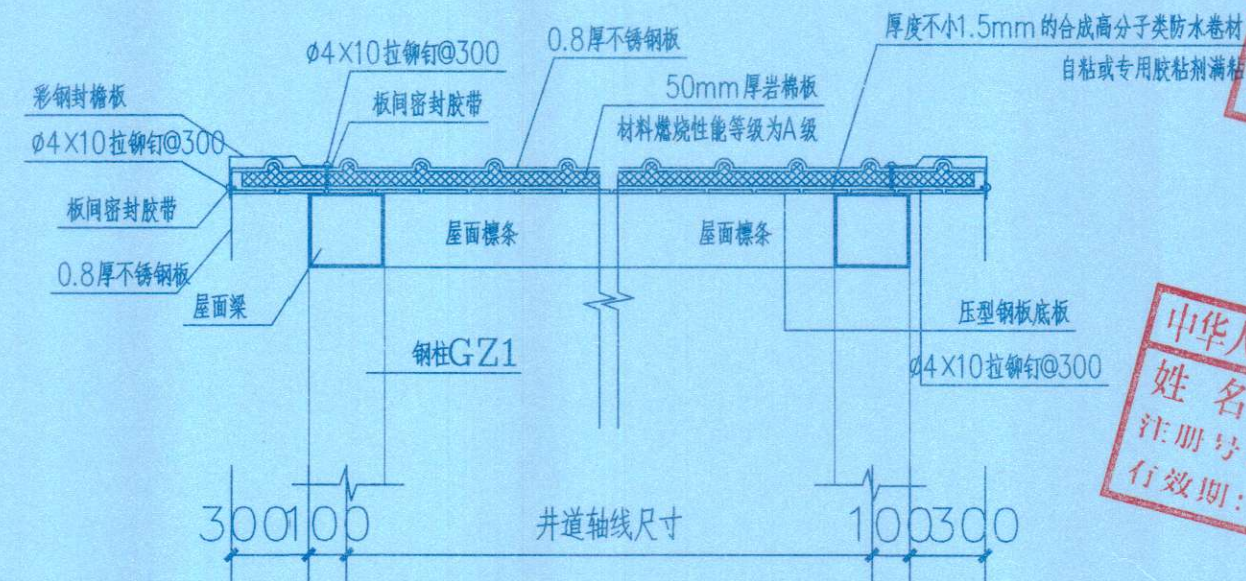 厚度不小1.5mm的合成高分子类防水卷材
自粘或专用胶粘剂满粘
ø4X10拉铆钉@300
0.8厚不锈钢板
板间密封胶带
50mm厚岩棉板
材料燃烧性能等级为A级
彩钢封檐板
ø4X10拉铆钉@300
板间密封胶带
0.8厚不锈钢板
屋面梁
屋面檩条
屋面檩条
钢柱GZ1
压型钢板底板
ø4X10拉铆钉@300
中华人
姓 名
注册号
有效期:
300
100
井道轴线尺寸
100
300